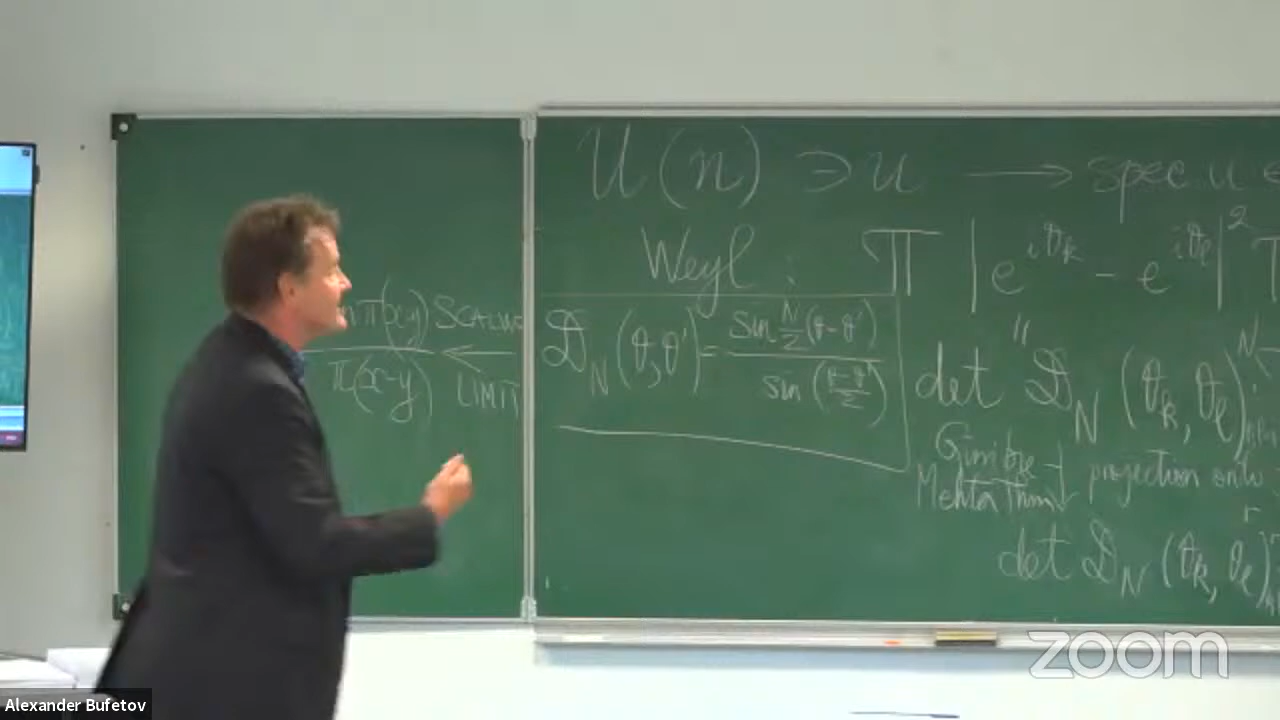 U(n) ∋ u ⟶ spec u
Weyl : ∏ |e^{iθ_k} - e^{iθ_l}|^2
π(x-y) SCALING
π(x-y) ⟵ LIMIT
D_N(θ,θ') = sin N/2(θ-θ') / sin((θ-θ')/2)
"
det D_N (θ_k, θ_l)^N
Ginibre
Mehta Thm ↓ projection onto
r
det D_N (θ_k, θ_l)
zoom
Alexander Bufetov